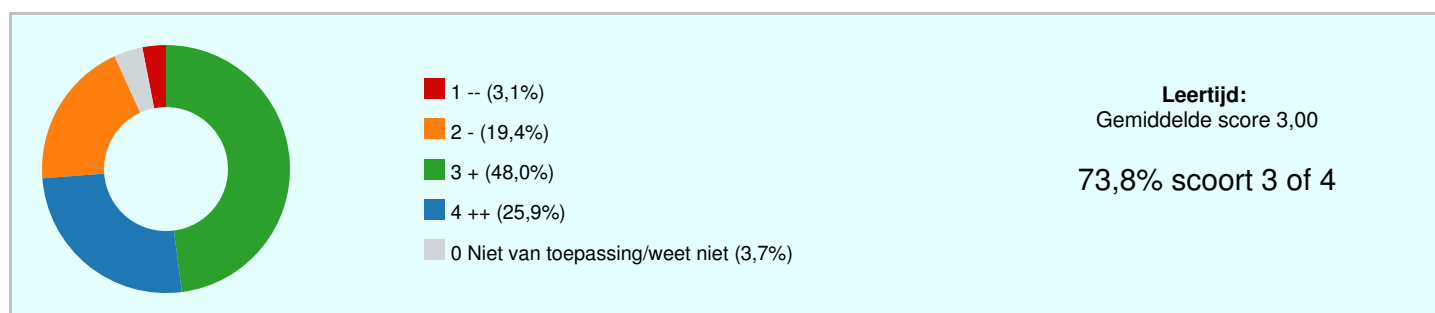 1 -- (3,1%)
2 - (19,4%)
3 + (48,0%)
4 ++ (25,9%)
0 Niet van toepassing/weet niet (3,7%)
Leertijd:
Gemiddelde score 3,00
73,8% scoort 3 of 4